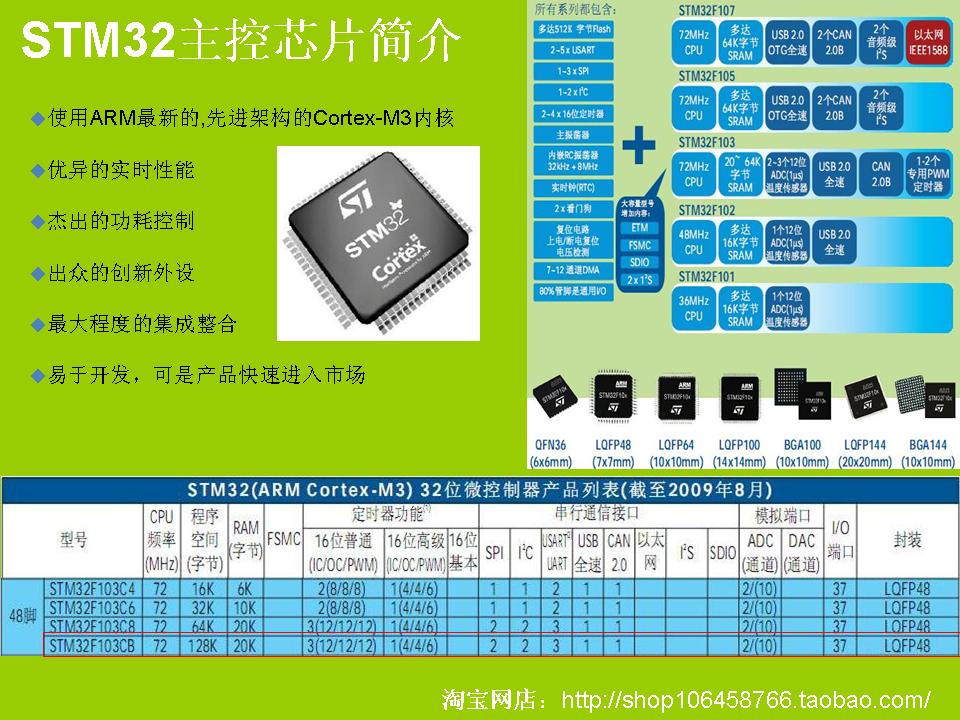 STM32主控芯片简介
使用ARM最新的,先进架构的Cortex-M3内核
优异的实时性能
杰出的功耗控制
出众的创新外设
最大程度的集成整合
易于开发，可是产品快速进入市场
STM32
Cortex
所有系列都包含:
多达512K 字节Flash
2~5 x USART
1~3 x SPI
1~2 x I²C
2~4 x 16位定时器
主振荡器
内嵌RC振荡器
32kHz + 8MHz
实时钟(RTC)
2 x 看门狗
复位电路
上电/断电复位
电压检测
7~12 通道DMA
80%管脚是通用I/O
+
大容量型号
增加内容:
ETM
FSMC
SDIO
2 x I²S
STM32F107
72MHz CPU
多达 64K字节 SRAM
USB 2.0 OTG全速
2个CAN 2.0B
2个 音频级 I²S
以太网 IEEE1588
STM32F105
72MHz CPU
多达 64K字节 SRAM
USB 2.0 OTG全速
2个CAN 2.0B
2个 音频级 I²S
STM32F103
72MHz CPU
20~ 64K 字节 SRAM
2~3个12位 ADC(1μs) 温度传感器
USB 2.0 全速
CAN 2.0B
1-2个 专用PWM 定时器
STM32F102
48MHz CPU
多达 16K字节 SRAM
1个12位 ADC(1μs) 温度传感器
USB 2.0 全速
STM32F101
36MHz CPU
多达 16K字节 SRAM
1个12位 ADC(1μs) 温度传感器
QFN36 (6x6mm)
LQFP48 (7x7mm)
LQFP64 (10x10mm)
LQFP100 (14x14mm)
BGA100 (10x10mm)
LQFP144 (20x20mm)
BGA144 (10x10mm)
STM32(ARM Cortex-M3) 32位微控制器产品列表(截至2009年8月)
型号 CPU 频率 (MHz) 程序 空间 (字节) RAM (字节) FSMC 定时器功能(1) 串行通信接口 模拟端口 I/O 端口 封装
16位普通 (IC/OC/PWM) 16位高级 (IC/OC/PWM) 16位 基本 SPI I²C USART²/ UART USB 全速 CAN 2.0 以太网 I²S SDIO ADC (通道) DAC (通道)
48脚
STM32F103C4 72 16K 6K 2(8/8/8) 1(4/4/6) 1 1 2 1 1 2/(10) 37 LQFP48
STM32F103C6 72 32K 10K 2(8/8/8) 1(4/4/6) 1 1 2 1 1 2/(10) 37 LQFP48
STM32F103C8 72 64K 20K 3(12/12/12) 1(4/4/6) 2 2 3 1 1 2/(10) 37 LQFP48
STM32F103CB 72 128K 20K 3(12/12/12) 1(4/4/6) 2 2 3 1 1 2/(10) 37 LQFP48
淘宝网店：http://shop106458766.taobao.com/